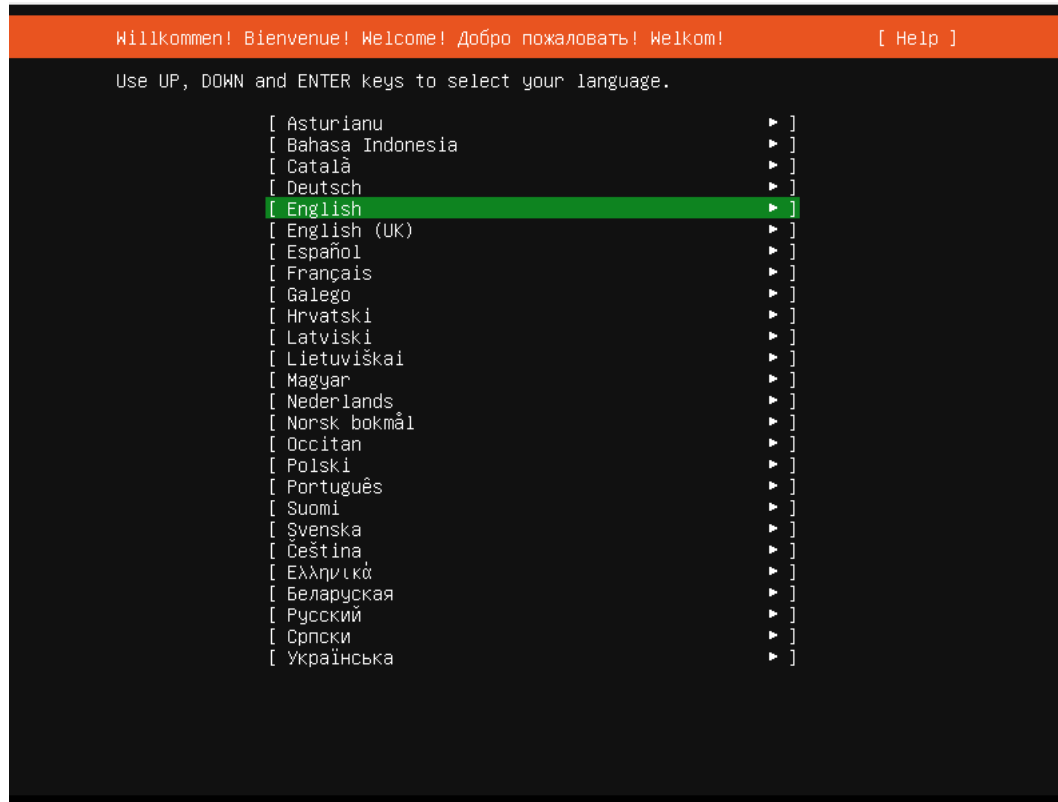 Willkommen! Bienvenue! Welcome! Добро пожаловать! Welkom! [ Help ]
Use UP, DOWN and ENTER keys to select your language.
[ Asturianu ► ]
[ Bahasa Indonesia ► ]
[ Català ► ]
[ Deutsch ► ]
[ English ► ]
[ English (UK) ► ]
[ Español ► ]
[ Français ► ]
[ Galego ► ]
[ Hrvatski ► ]
[ Latviski ► ]
[ Lietuviškai ► ]
[ Magyar ► ]
[ Nederlands ► ]
[ Norsk bokmål ► ]
[ Occitan ► ]
[ Polski ► ]
[ Português ► ]
[ Suomi ► ]
[ Svenska ► ]
[ Čeština ► ]
[ Ελληνικά ► ]
[ Беларуская ► ]
[ Русский ► ]
[ Српски ► ]
[ Українська ► ]